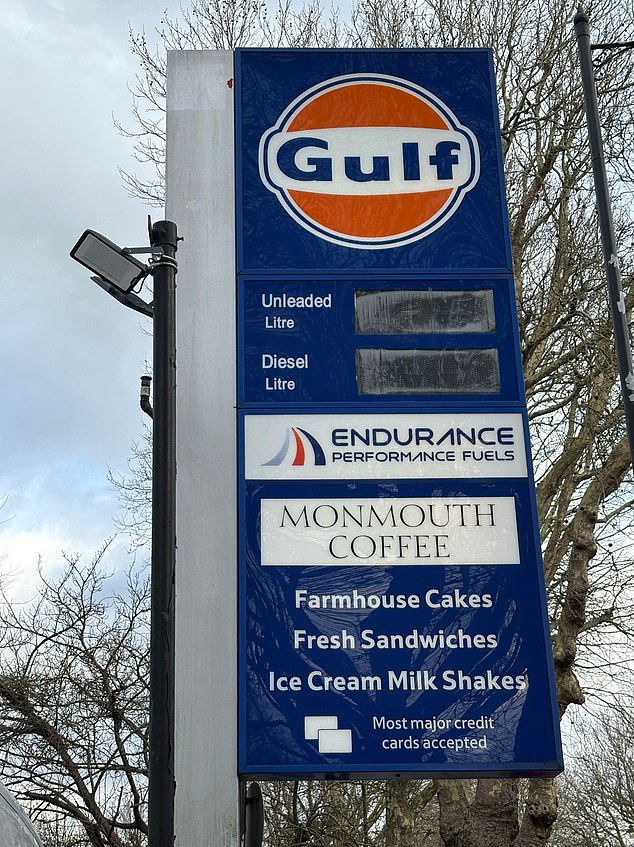 Gulf
Unleaded
Litre
Diesel
Litre
ENDURANCE
PERFORMANCE FUELS
MONMOUTH
COFFEE
Farmhouse Cakes
Fresh Sandwiches
Ice Cream Milk Shakes
Most major credit
cards accepted